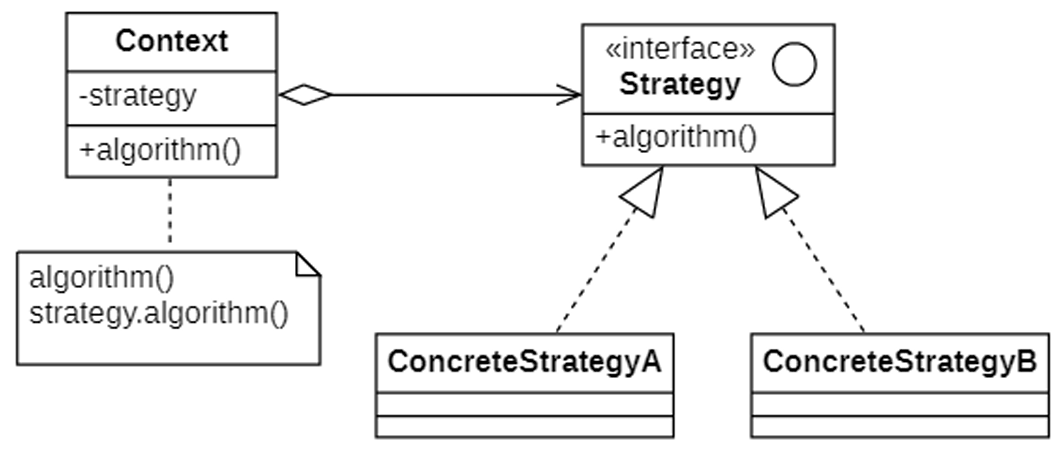 Context
-strategy
+algorithm()
«interface»
Strategy
+algorithm()
algorithm()
strategy.algorithm()
ConcreteStrategyA
ConcreteStrategyB